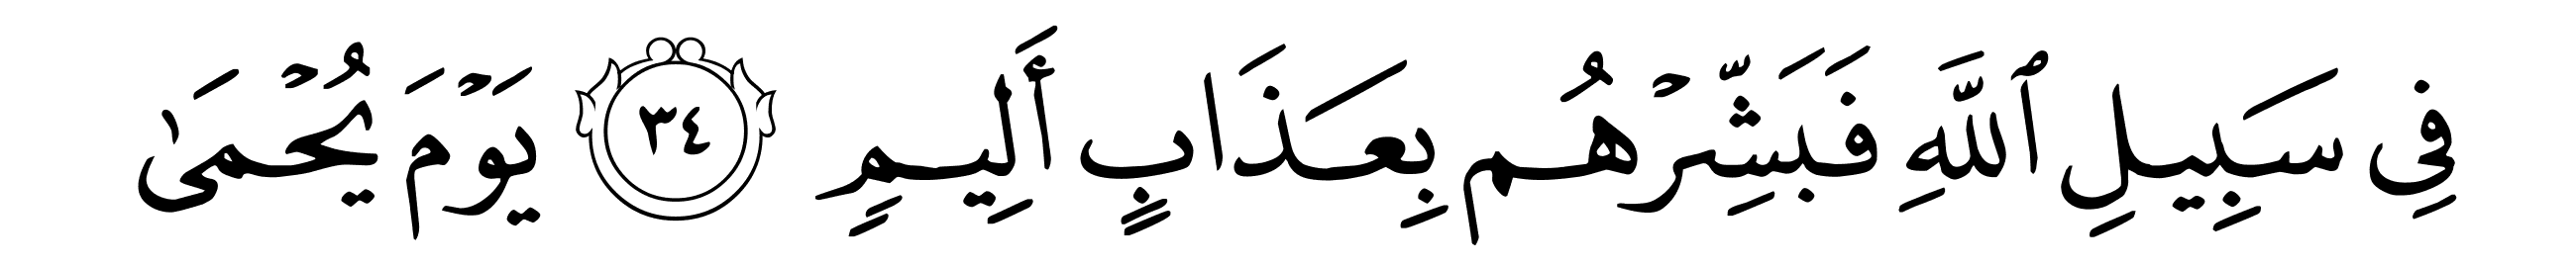 فِى سَبِيلِ ٱللَّهِ فَبَشِّرْهُم بِعَذَابٍ أَلِيمٍ ٣٤ يَوْمَ يُحْمَىٰ